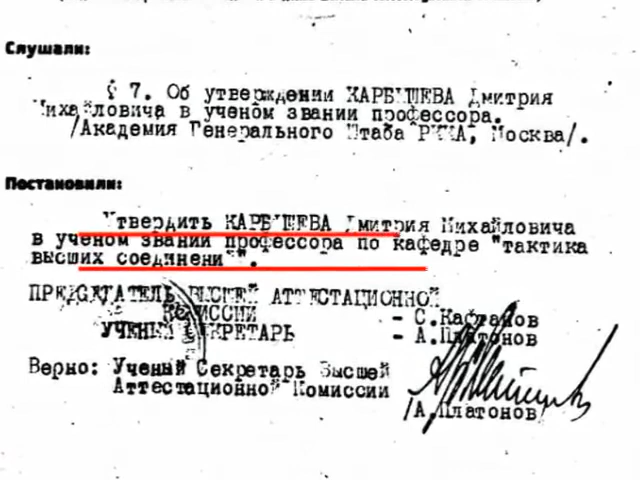 Слушали:
§ 7. Об утверждении КАРБЫШЕВА Дмитрия
Михайловича в ученом звании профессора.
/Академия Генерального Штаба РККА, Москва/.
Постановили:
Утвердить КАРБЫШЕВА Дмитрия Михайловича
в ученом звании профессора по кафедре "тактика
высших соединений".
ПРЕДСЕДАТЕЛЬ ВЫСШЕЙ АТТЕСТАЦИОННОЙ
КОМИССИИ - С.Кафтанов
УЧЕНЫЙ СЕКРЕТАРЬ - А.Платонов
Верно: Ученый Секретарь Высшей
Аттестационной Комиссии
/А.Платонов